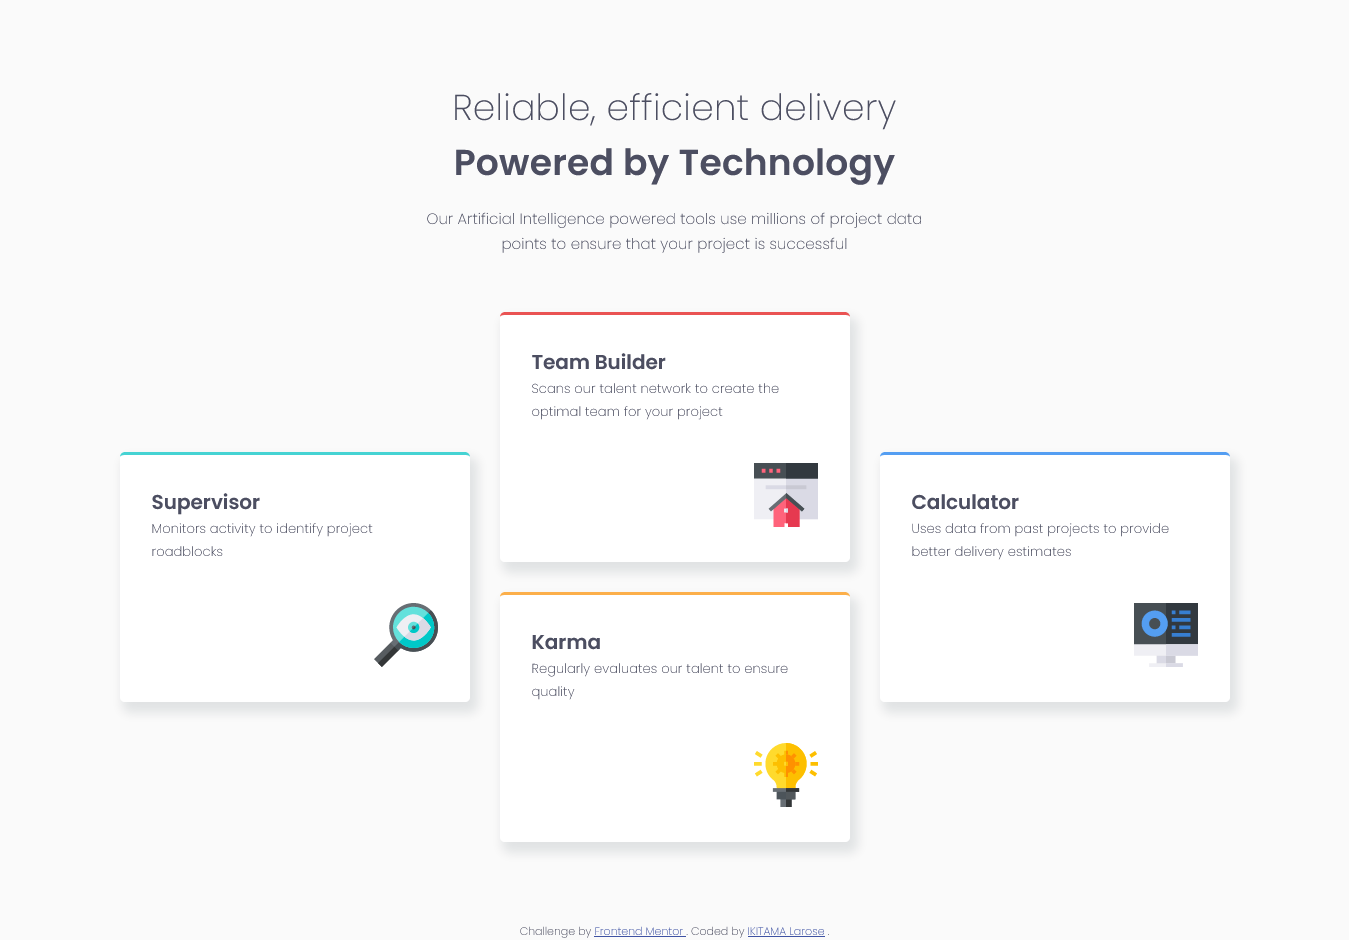 Reliable, efficient delivery
Powered by Technology
Our Artificial Intelligence powered tools use millions of project data
points to ensure that your project is successful
Team Builder
Scans our talent network to create the
optimal team for your project
Supervisor
Monitors activity to identify project
roadblocks
Calculator
Uses data from past projects to provide
better delivery estimates
Karma
Regularly evaluates our talent to ensure
quality
Challenge by Frontend Mentor . Coded by IKITAMA Larose .